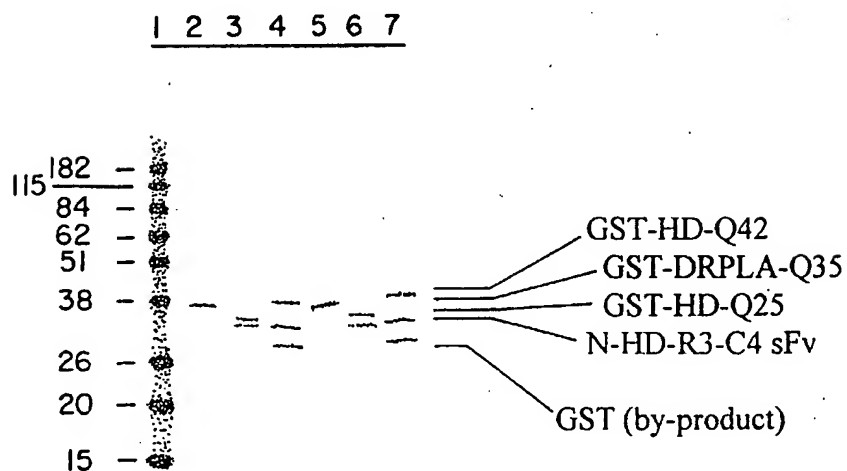 1 2 3 4 5 6 7
182
115
84
62
51
38
26
20
15
GST-HD-Q42
GST-DRPLA-Q35
GST-HD-Q25
N-HD-R3-C4 sFv
GST (by-product)